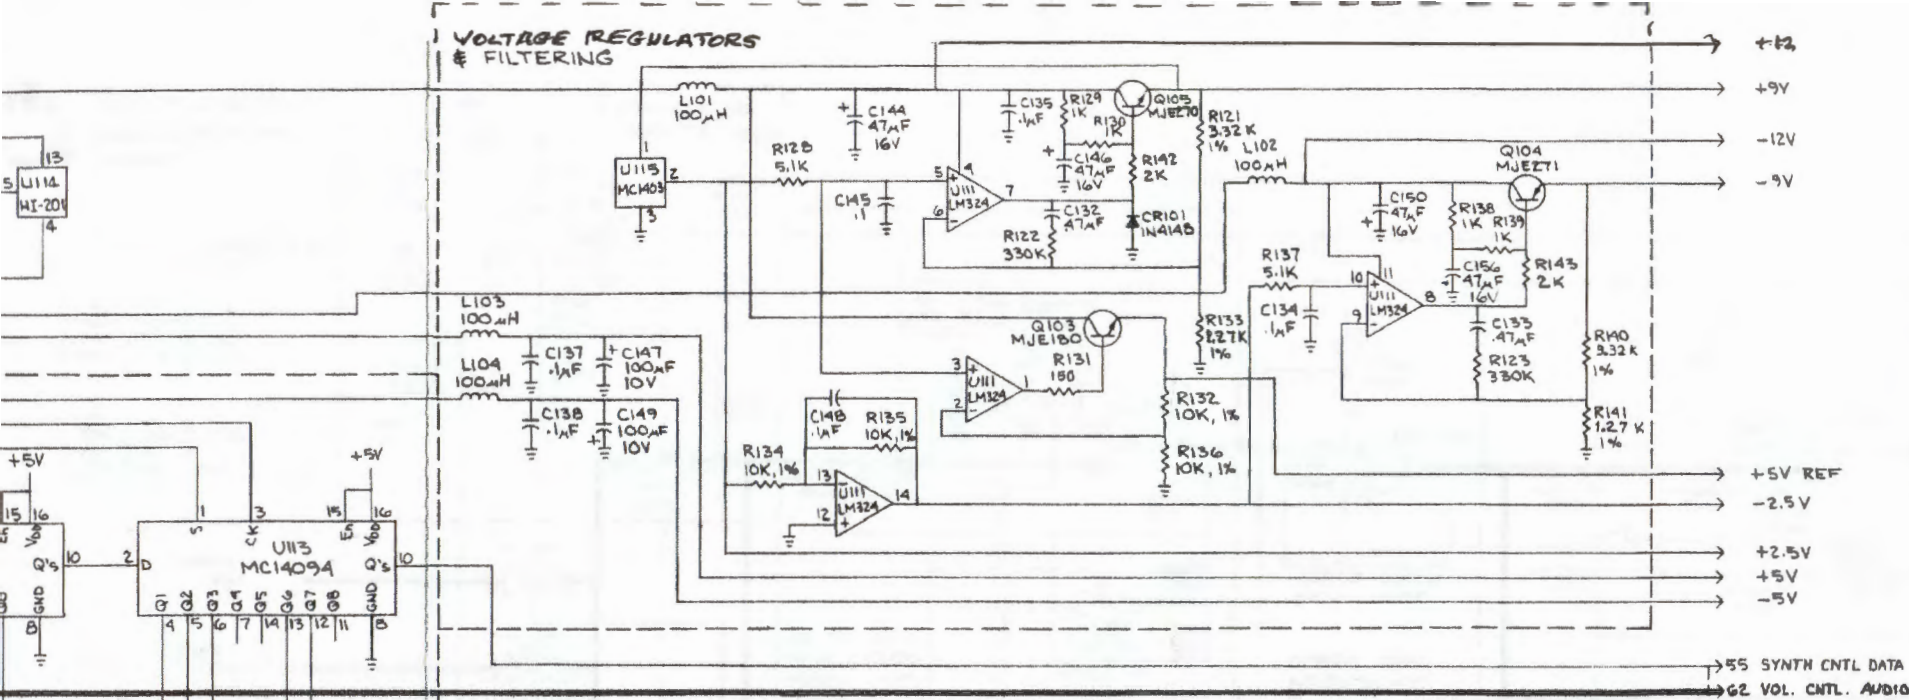 VOLTAGE REGULATORS
& FILTERING
+12
+9V
-12V
-9V
L101
100µH
C144
47µF
16V
C135
.1µF
R129
1K
R130
1K
Q105
MJE270
R121
3.32K
1%
L102
100µH
Q104
MJE271
13
5
U114
HI-201
4
1
U115
MC1403
2
3
R128
5.1K
C145
.1
5
+
4
U111
LM324
7
6
-
C146
47µF
16V
R142
2K
C132
.47µF
R122
330K
CR101
1N4148
C150
47µF
16V
R138
1K
R139
1K
R137
5.1K
C134
.1µF
10
+
11
U111
LM324
8
9
-
C156
47µF
16V
R143
2K
C133
.47µF
R123
330K
R140
3.32K
1%
R141
1.27K
1%
L103
100µH
L104
100µH
C137
.1µF
C147
100µF
10V
C138
.1µF
C149
100µF
10V
Q103
MJE180
R131
150
R133
1.27K
1%
3
+
U111
LM324
1
2
-
R132
10K, 1%
R136
10K, 1%
C148
.1µF
R135
10K, 1%
R134
10K, 1%
13
-
U111
LM324
14
12
+
+5V REF
-2.5V
+2.5V
+5V
-5V
+5V
15
16
En
VDD
Q's
10
GND
8
+5V
1
3
15
16
S
CK
En
VDD
2
D
U113
MC14094
Q's
10
Q1
Q2
Q3
Q4
Q5
Q6
Q7
Q8
GND
4
5
6
7
14
13
12
11
8
55 SYNTH CNTL DATA
62 VOL. CNTL. AUDIO